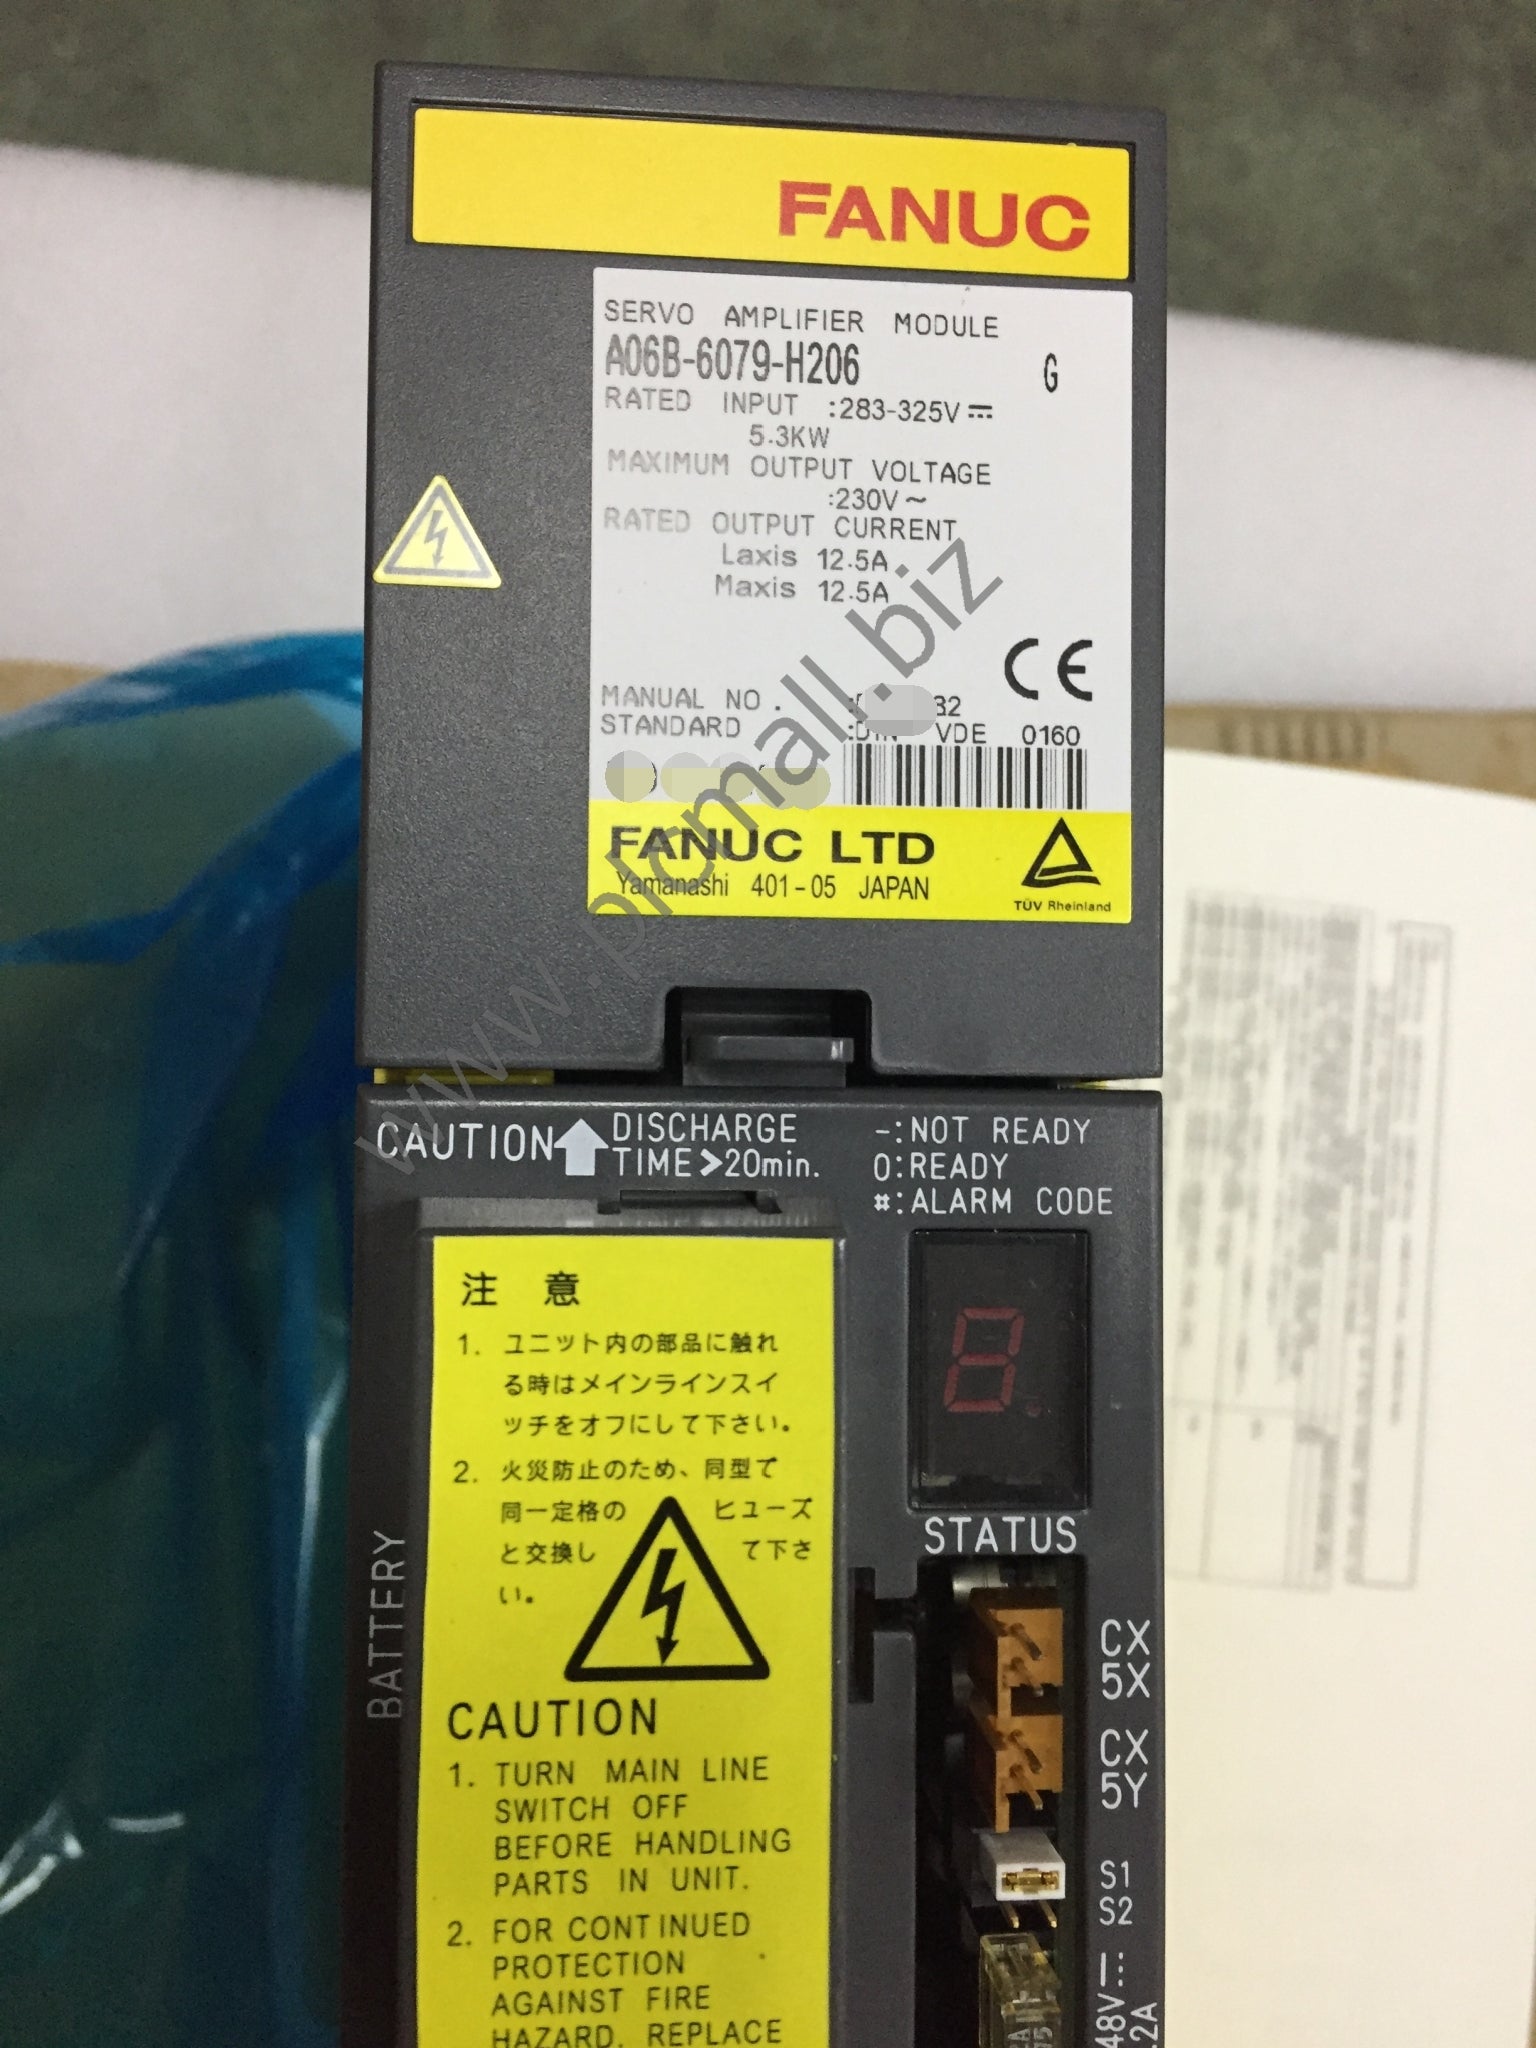 FANUC
SERVO AMPLIFIER MODULE
A06B-6079-H206 G
RATED INPUT :283-325V⎓
5.3KW
MAXIMUM OUTPUT VOLTAGE
:230V~
RATED OUTPUT CURRENT
Laxis 12.5A
Maxis 12.5A
CE
MANUAL NO.
STANDARD :DIN VDE 0160
FANUC LTD
Yamanashi 401-05 JAPAN
TÜV Rheinland
www.plcmall.biz
CAUTION DISCHARGE
TIME>20min.
-:NOT READY
0:READY
#:ALARM CODE
8.
STATUS
注 意
1. ユニット内の部品に触れ
る時はメインラインスイ
ッチをオフにして下さい。
2. 火災防止のため、同型で
同一定格の ヒューズ
と交換し て下さ
い。
BATTERY
CAUTION
1. TURN MAIN LINE
SWITCH OFF
BEFORE HANDLING
PARTS IN UNIT.
2. FOR CONTINUED
PROTECTION
AGAINST FIRE
HAZARD. REPLACE
CX
5X
CX
5Y
S1
S2
48V⎓